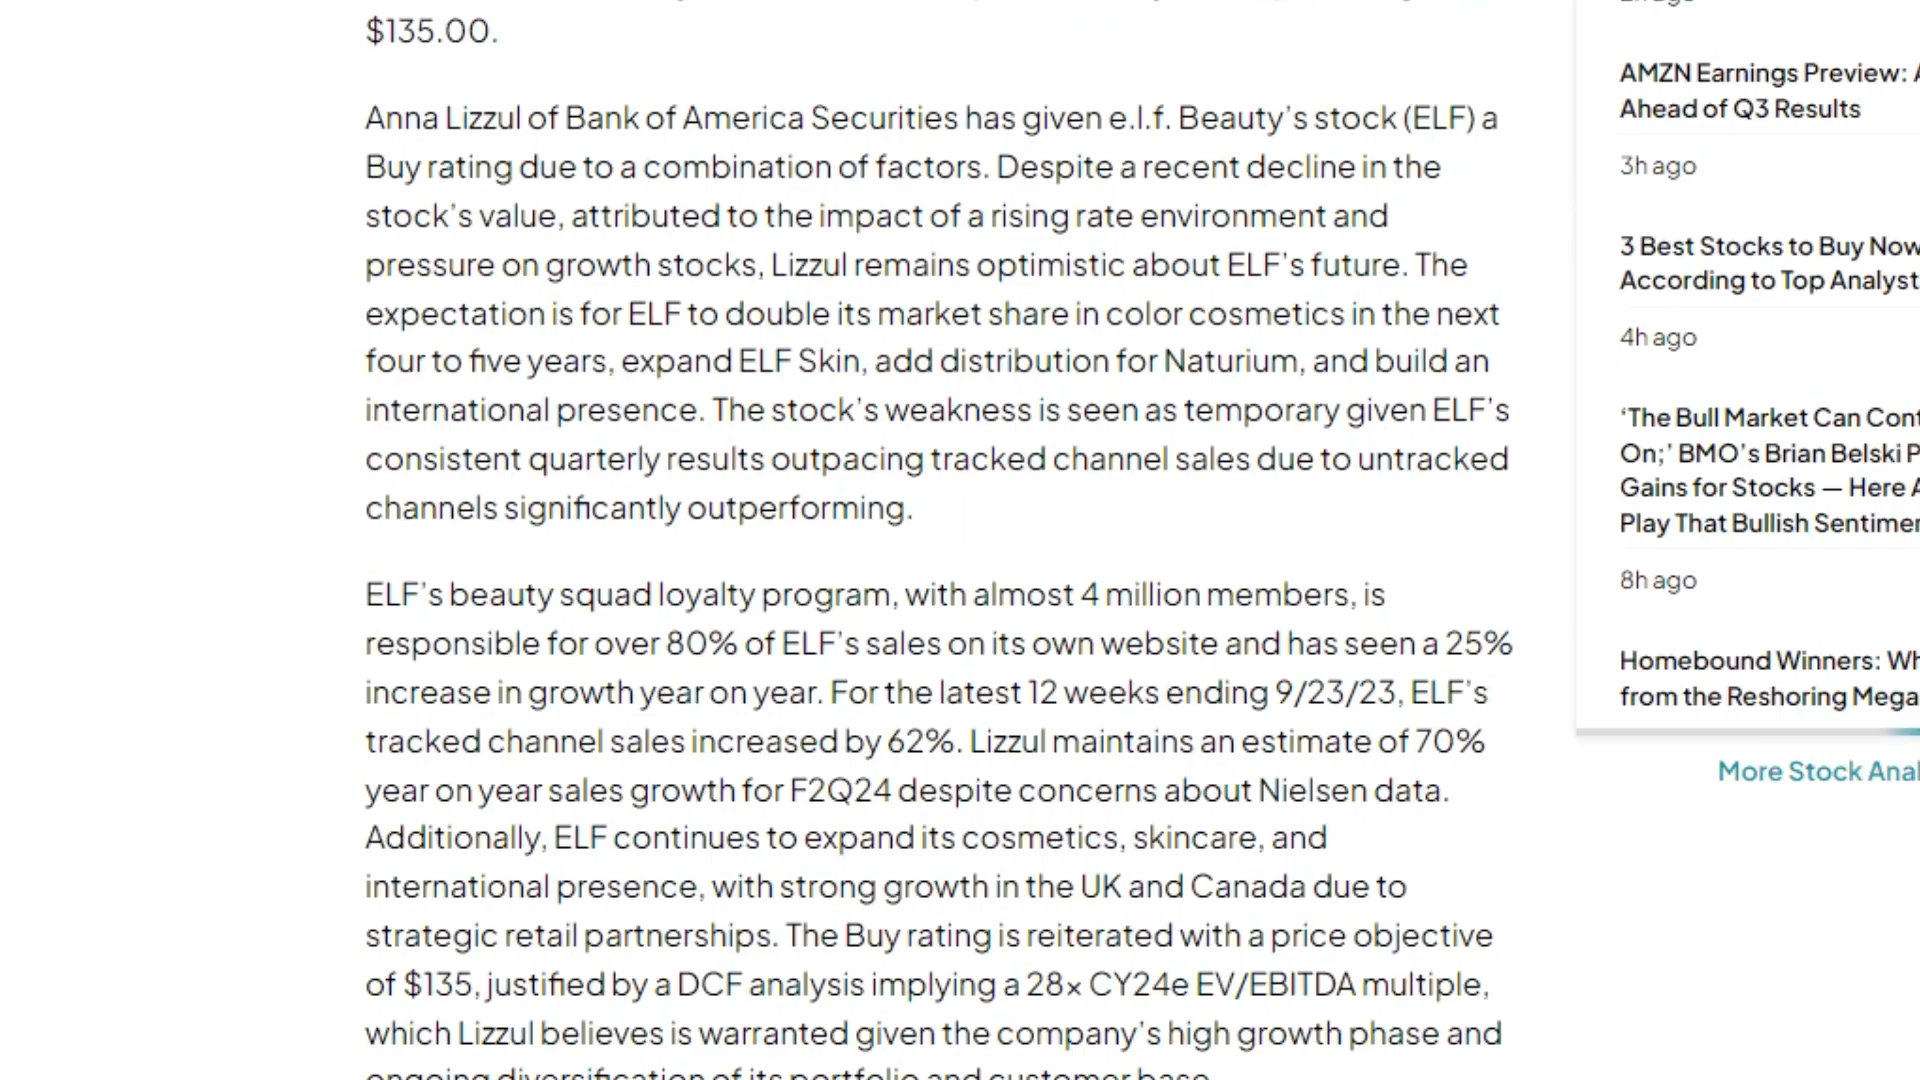 $135.00.
Anna Lizzul of Bank of America Securities has given e.l.f. Beauty’s stock (ELF) a
Buy rating due to a combination of factors. Despite a recent decline in the
stock’s value, attributed to the impact of a rising rate environment and
pressure on growth stocks, Lizzul remains optimistic about ELF’s future. The
expectation is for ELF to double its market share in color cosmetics in the next
four to five years, expand ELF Skin, add distribution for Naturium, and build an
international presence. The stock’s weakness is seen as temporary given ELF’s
consistent quarterly results outpacing tracked channel sales due to untracked
channels significantly outperforming.
ELF’s beauty squad loyalty program, with almost 4 million members, is
responsible for over 80% of ELF’s sales on its own website and has seen a 25%
increase in growth year on year. For the latest 12 weeks ending 9/23/23, ELF’s
tracked channel sales increased by 62%. Lizzul maintains an estimate of 70%
year on year sales growth for F2Q24 despite concerns about Nielsen data.
Additionally, ELF continues to expand its cosmetics, skincare, and
international presence, with strong growth in the UK and Canada due to
strategic retail partnerships. The Buy rating is reiterated with a price objective
of $135, justified by a DCF analysis implying a 28x CY24e EV/EBITDA multiple,
which Lizzul believes is warranted given the company’s high growth phase and
ongoing diversification of its portfolio and customer base.
AMZN Earnings Preview:
Ahead of Q3 Results
3h ago
3 Best Stocks to Buy Now
According to Top Analyst
4h ago
‘The Bull Market Can Cont
On;’ BMO’s Brian Belski P
Gains for Stocks — Here A
Play That Bullish Sentimen
8h ago
Homebound Winners: Wh
from the Reshoring Mega
More Stock Anal